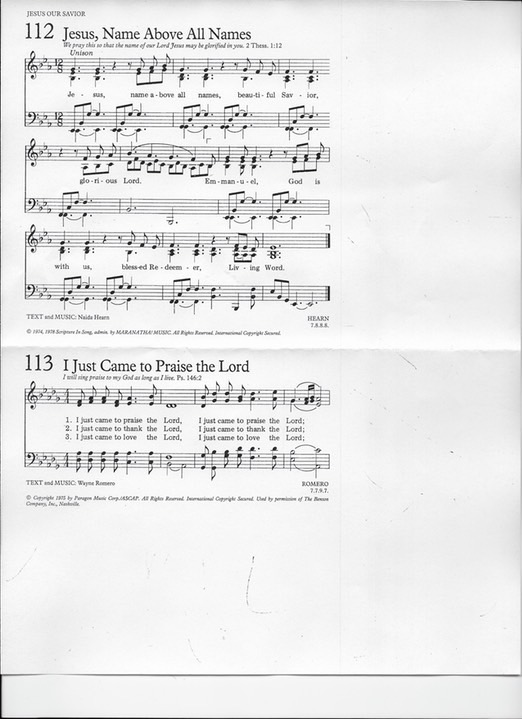 JESUS OUR SAVIOR
112 Jesus, Name Above All Names
We pray this so that the name of our Lord Jesus may be glorified in you. 2 Thess. 1:12
Unison
Je - sus, name a-bove all names, beau-ti-ful Sav - ior,
glo-ri-ous Lord. Em-man-u-el, God is
with us, bless-ed Re-deem - er, Liv - ing Word.
TEXT and MUSIC: Naida Hearn HEARN
7.8.8.8.
© 1974, 1978 Scripture In Song, admin. by MARANATHA! MUSIC. All Rights Reserved. International Copyright Secured.
113 I Just Came to Praise the Lord
I will sing praise to my God as long as I live. Ps. 146:2
1. I just came to praise the Lord, I just came to praise the Lord;
2. I just came to thank the Lord, I just came to thank the Lord;
3. I just came to love the Lord, I just came to love the Lord;
TEXT and MUSIC: Wayne Romero ROMERO
7.7.9.7.
© Copyright 1975 by Paragon Music Corp./ASCAP. All Rights Reserved. International Copyright Secured. Used by permission of The Benson
Company, Inc., Nashville.